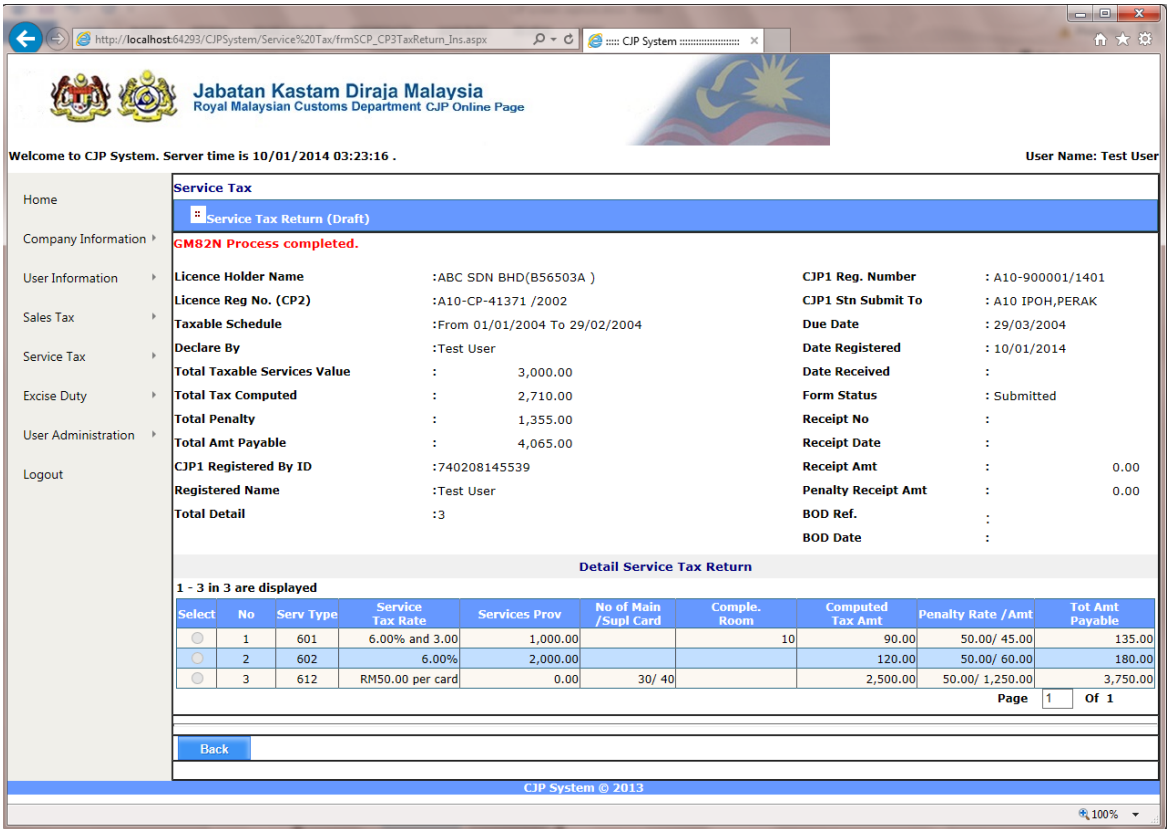 http://localhost:64293/CJPSystem/Service%20Tax/frmSCP_CP3TaxReturn_Ins.aspx
::::: CJP System :::::::::::::::::::::
Jabatan Kastam Diraja Malaysia
Royal Malaysian Customs Department CJP Online Page
Welcome to CJP System. Server time is 10/01/2014 03:23:16 .
User Name: Test User
Home
Company Information
User Information
Sales Tax
Service Tax
Excise Duty
User Administration
Logout
Service Tax
Service Tax Return (Draft)
GM82N Process completed.
Licence Holder Name :ABC SDN BHD(B56503A ) CJP1 Reg. Number : A10-900001/1401
Licence Reg No. (CP2) :A10-CP-41371 /2002 CJP1 Stn Submit To : A10 IPOH,PERAK
Taxable Schedule :From 01/01/2004 To 29/02/2004 Due Date : 29/03/2004
Declare By :Test User Date Registered : 10/01/2014
Total Taxable Services Value : 3,000.00 Date Received :
Total Tax Computed : 2,710.00 Form Status : Submitted
Total Penalty : 1,355.00 Receipt No :
Total Amt Payable : 4,065.00 Receipt Date :
CJP1 Registered By ID :740208145539 Receipt Amt : 0.00
Registered Name :Test User Penalty Receipt Amt : 0.00
Total Detail :3 BOD Ref. :
BOD Date :
Detail Service Tax Return
1 - 3 in 3 are displayed
Select No Serv Type Service Tax Rate Services Prov No of Main /Supl Card Comple. Room Computed Tax Amt Penalty Rate /Amt Tot Amt Payable
1 601 6.00% and 3.00 1,000.00 10 90.00 50.00/ 45.00 135.00
2 602 6.00% 2,000.00 120.00 50.00/ 60.00 180.00
3 612 RM50.00 per card 0.00 30/ 40 2,500.00 50.00/ 1,250.00 3,750.00
Page 1 Of 1
Back
CJP System © 2013
100%